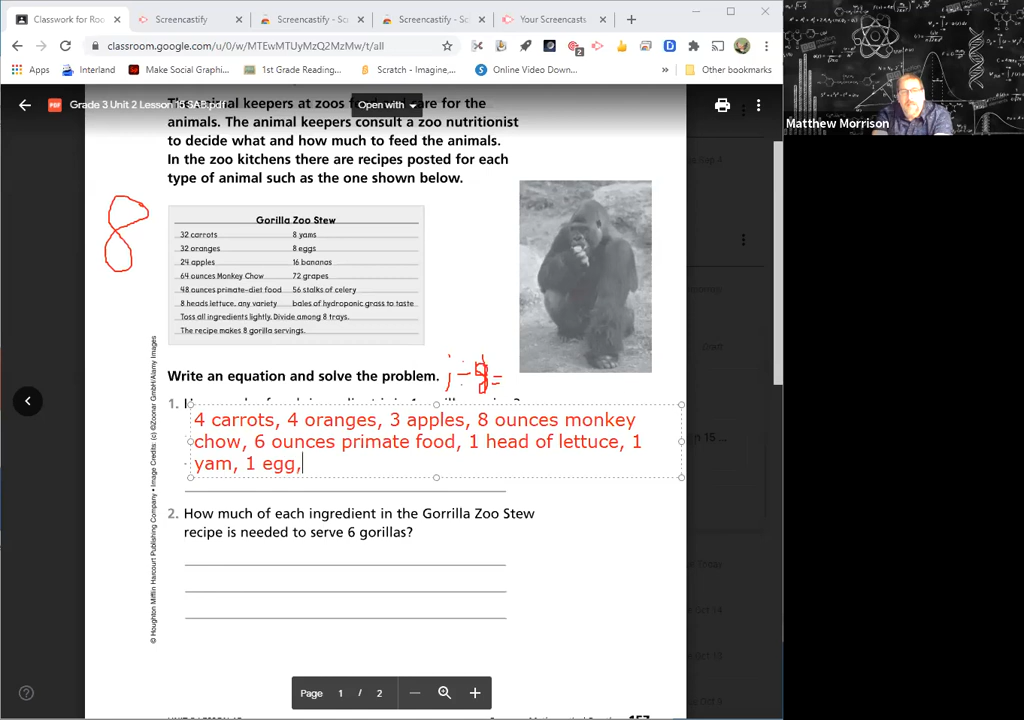 Classwork for Ro
Screencastify
Screencastify - Sc
Screencastify - Sc
Your Screencasts
classroom.google.com/u/0/w/MTEwMTUyMzQ2MzMw/t/all
2
Apps
Interland
Make Social Graphi...
1st Grade Reading...
Scratch - Imagine,...
Online Video Down...
»
Other bookmarks
Grade 3 Unit 2 Lesson 15 SAB.pdf
Open with
Matthew Morrison
animals. The animal keepers consult a zoo nutritionist
to decide what and how much to feed the animals.
In the zoo kitchens there are recipes posted for each
type of animal such as the one shown below.
8
Gorilla Zoo Stew
32 carrots 8 yams
32 oranges 8 eggs
24 apples 16 bananas
64 ounces Monkey Chow 72 grapes
48 ounces primate-diet food 56 stalks of celery
8 heads lettuce, any variety bales of hydroponic grass to taste
Toss all ingredients lightly. Divide among 8 trays.
The recipe makes 8 gorilla servings.
Write an equation and solve the problem.
1.
4 carrots, 4 oranges, 3 apples, 8 ounces monkey
chow, 6 ounces primate food, 1 head of lettuce, 1
yam, 1 egg,
2. How much of each ingredient in the Gorrilla Zoo Stew
recipe is needed to serve 6 gorillas?
© Houghton Mifflin Harcourt Publishing Company • Image Credits: (c) ©Zoonar GmbH/Alamy Images
Page 1 / 2